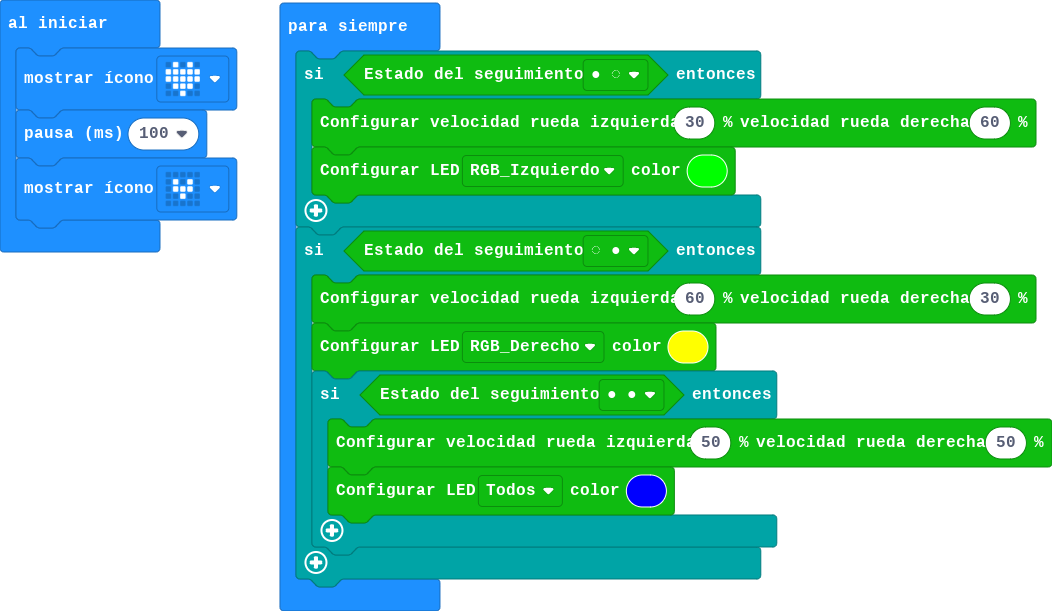 al iniciar
mostrar ícono
pausa (ms) 100
mostrar ícono
para siempre
si Estado del seguimiento ● ◌ entonces
Configurar velocidad rueda izquierda 30 % velocidad rueda derecha 60 %
Configurar LED RGB_Izquierdo color
si Estado del seguimiento ◌ ● entonces
Configurar velocidad rueda izquierda 60 % velocidad rueda derecha 30 %
Configurar LED RGB_Derecho color
si Estado del seguimiento ● ● entonces
Configurar velocidad rueda izquierda 50 % velocidad rueda derecha 50 %
Configurar LED Todos color